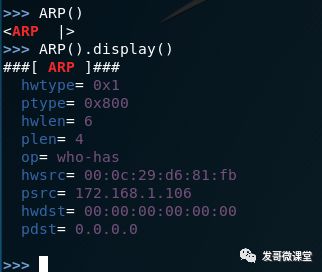 >>> ARP()
<ARP  |>
>>> ARP().display()
###[ ARP ]###
  hwtype= 0x1
  ptype= 0x800
  hwlen= 6
  plen= 4
  op= who-has
  hwsrc= 00:0c:29:d6:81:fb
  psrc= 172.168.1.106
  hwdst= 00:00:00:00:00:00
  pdst= 0.0.0.0
>>>
发哥微课堂